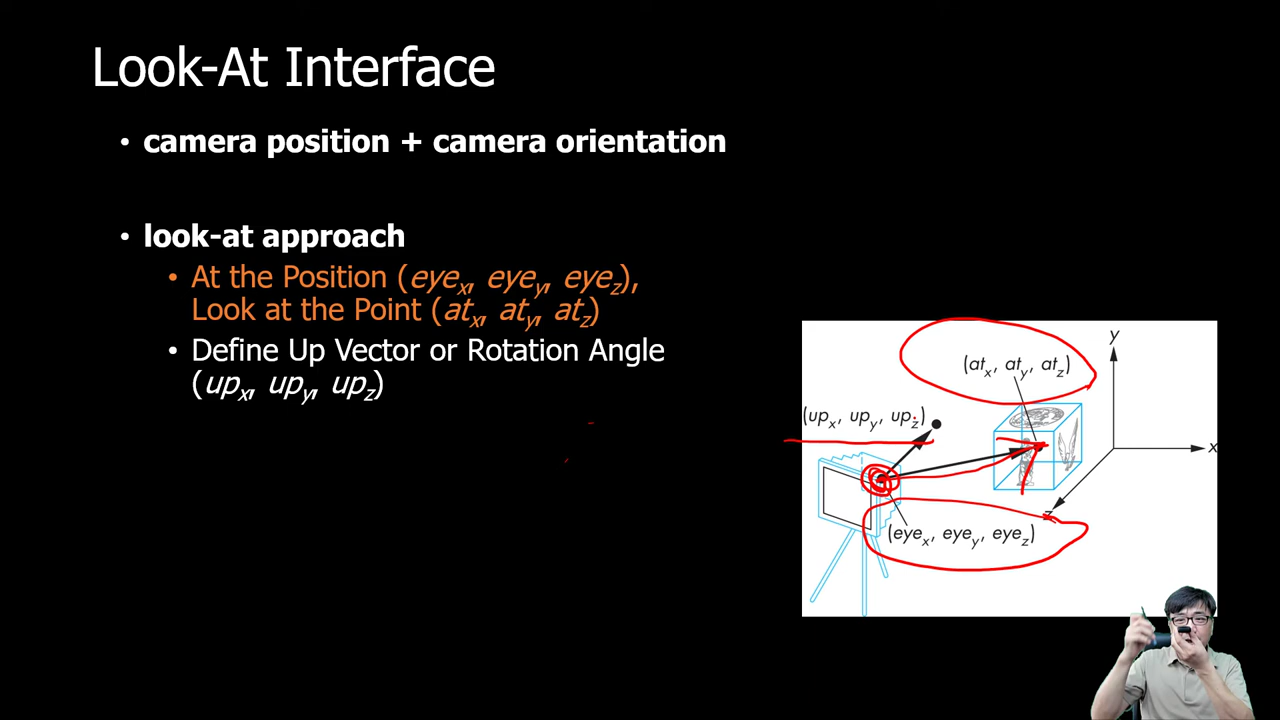 Look-At Interface
• camera position + camera orientation
• look-at approach
• At the Position (eyex, eyey, eyez),
Look at the Point (atx, aty, atz)
• Define Up Vector or Rotation Angle
(upx, upy, upz)
y
(atx, aty, atz)
(upx, upy, upz)
x
z
(eyex, eyey, eyez)